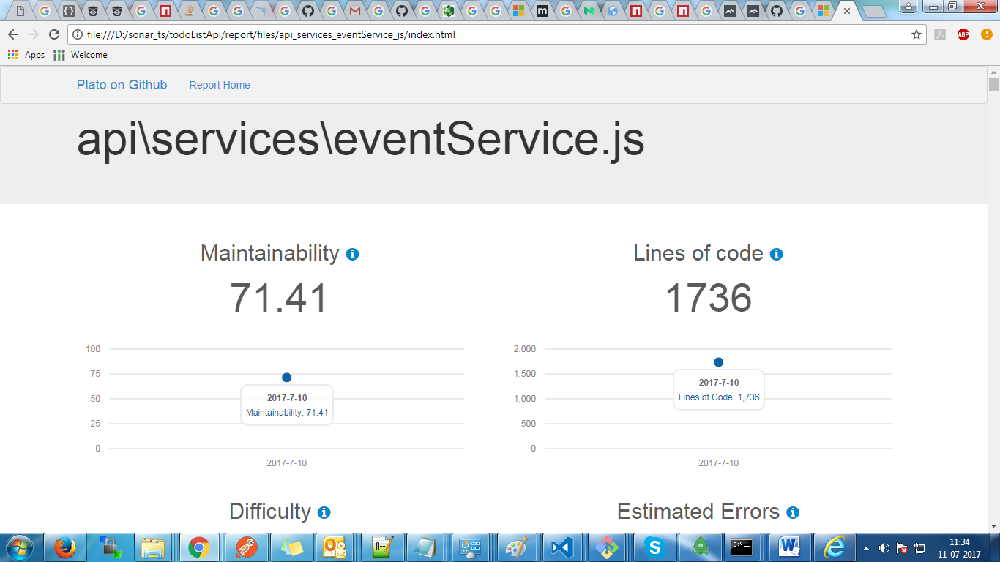 file:///D:/sonar_ts/todoListApi/report/files/api_services_eventService_js/index.html
ABP
Apps Welcome
Plato on Github Report Home
api\services\eventService.js
Maintainability
71.41
100
75
50
25
0
2017-7-10
Maintainability: 71.41
2017-7-10
Lines of code
1736
2,000
1,500
1,000
500
0
2017-7-10
Lines of Code: 1,736
2017-7-10
Difficulty
Estimated Errors
11:34
11-07-2017